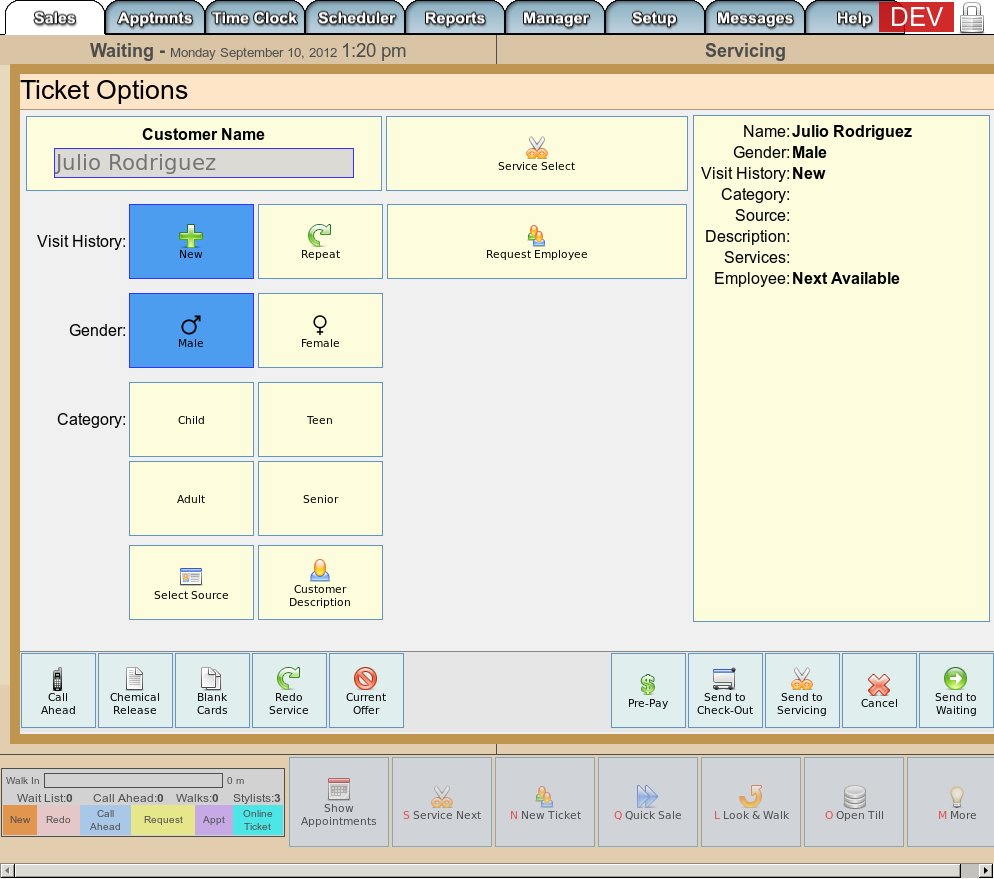 Sales Apptmnts Time Clock Scheduler Reports Manager Setup Messages Help DEV
Waiting - Monday September 10, 2012 1:20 pm
Servicing
Ticket Options
Customer Name
Julio Rodriguez
Service Select
Visit History:
New
Repeat
Request Employee
Gender:
Male
Female
Category:
Child
Teen
Adult
Senior
Select Source
Customer
Description
Name: Julio Rodriguez
Gender: Male
Visit History: New
Category:
Source:
Description:
Services:
Employee: Next Available
Call
Ahead
Chemical
Release
Blank
Cards
Redo
Service
Current
Offer
Pre-Pay
Send to
Check-Out
Send to
Servicing
Cancel
Send to
Waiting
Walk In 0 m
Wait List:0 Call Ahead:0 Walks:0 Stylists:3
New
Redo
Call
Ahead
Request
Appt
Online
Ticket
Show
Appointments
S Service Next
N New Ticket
Q Quick Sale
L Look & Walk
O Open Till
M More